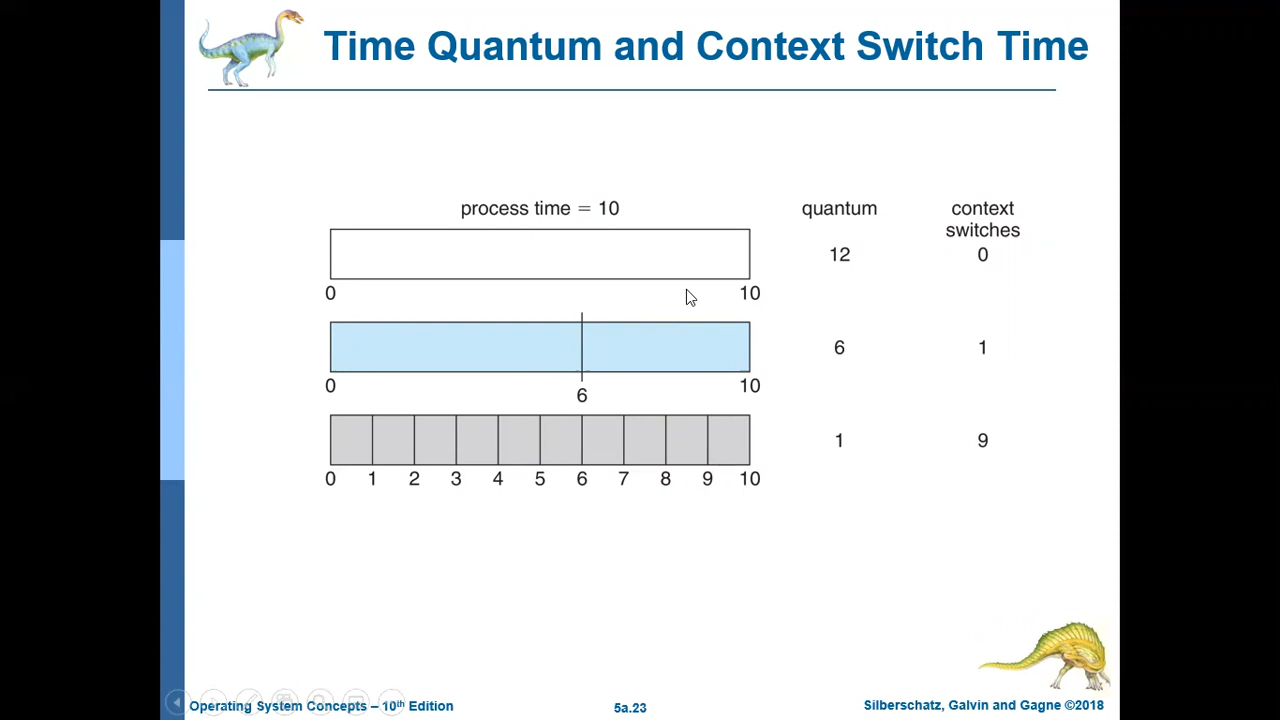 Time Quantum and Context Switch Time
process time = 10 quantum context
switches
12 0
0 10
6 1
0 6 10
1 9
0 1 2 3 4 5 6 7 8 9 10
Operating System Concepts – 10th Edition 5a.23 Silberschatz, Galvin and Gagne ©2018